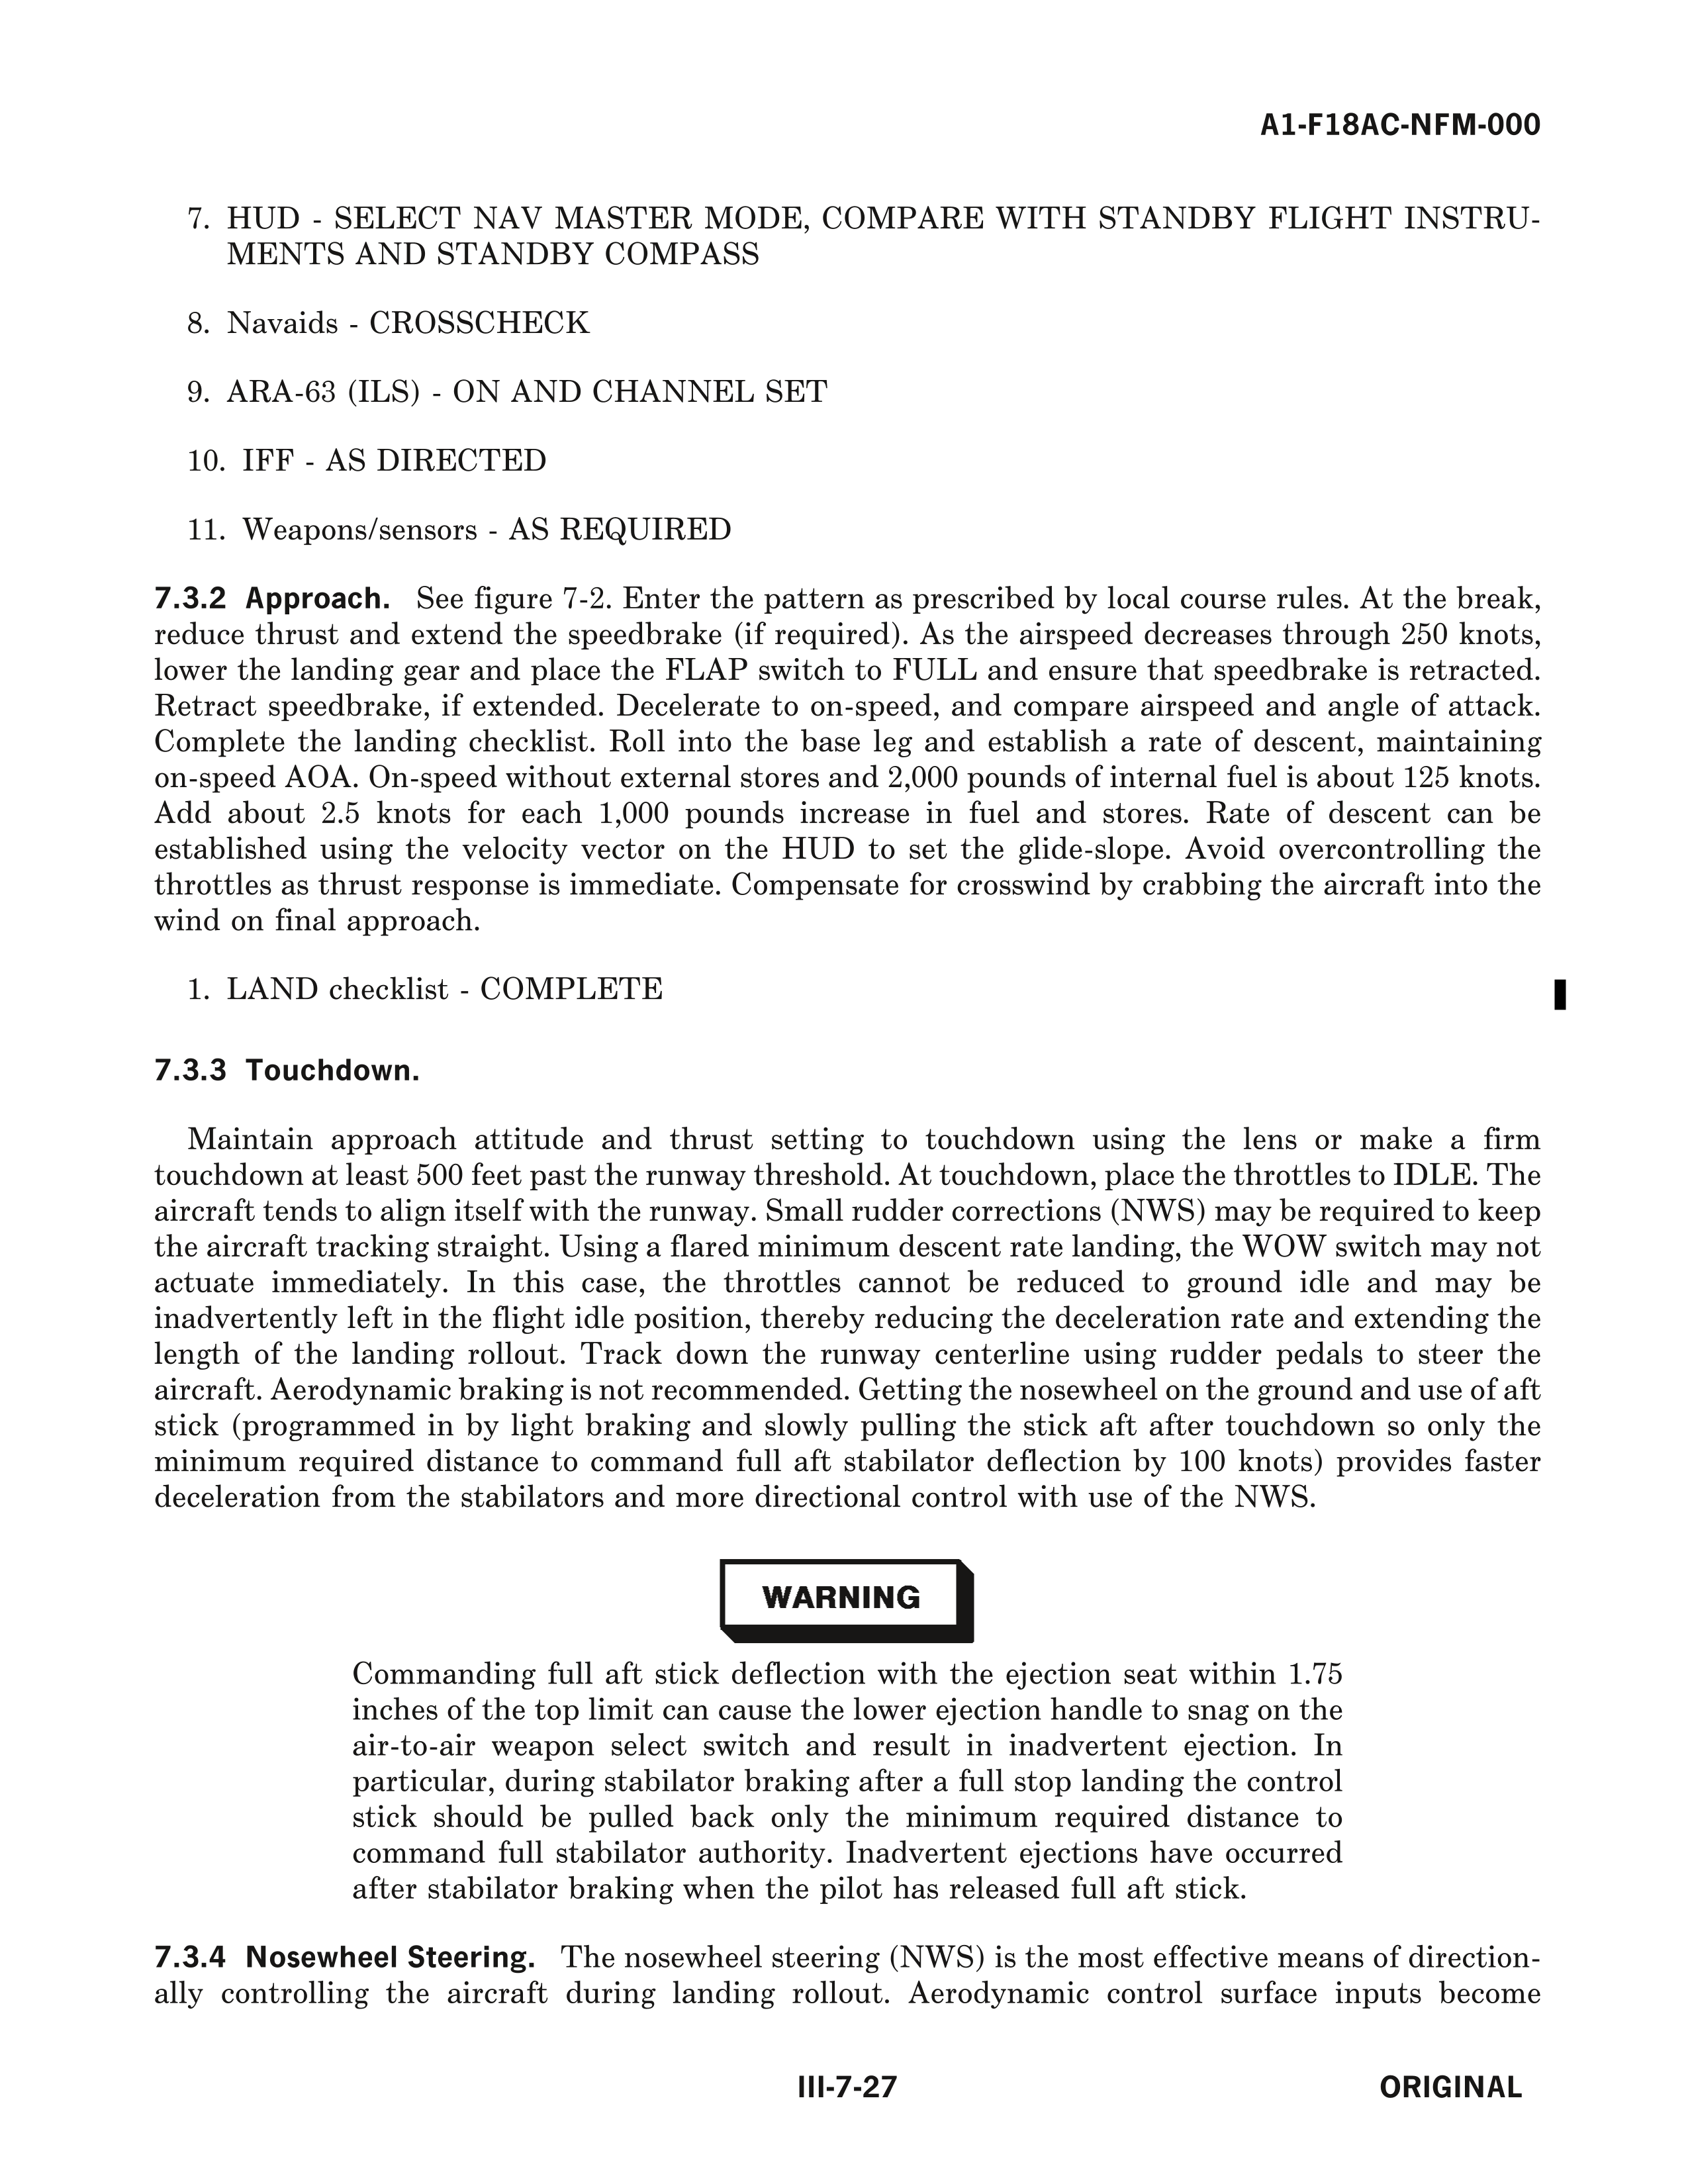 A1-F18AC-NFM-000
7. HUD - SELECT NAV MASTER MODE, COMPARE WITH STANDBY FLIGHT INSTRU-
MENTS AND STANDBY COMPASS
8. Navaids - CROSSCHECK
9. ARA-63 (ILS) - ON AND CHANNEL SET
10. IFF - AS DIRECTED
11. Weapons/sensors - AS REQUIRED
7.3.2 Approach. See figure 7-2. Enter the pattern as prescribed by local course rules. At the break,
reduce thrust and extend the speedbrake (if required). As the airspeed decreases through 250 knots,
lower the landing gear and place the FLAP switch to FULL and ensure that speedbrake is retracted.
Retract speedbrake, if extended. Decelerate to on-speed, and compare airspeed and angle of attack.
Complete the landing checklist. Roll into the base leg and establish a rate of descent, maintaining
on-speed AOA. On-speed without external stores and 2,000 pounds of internal fuel is about 125 knots.
Add about 2.5 knots for each 1,000 pounds increase in fuel and stores. Rate of descent can be
established using the velocity vector on the HUD to set the glide-slope. Avoid overcontrolling the
throttles as thrust response is immediate. Compensate for crosswind by crabbing the aircraft into the
wind on final approach.
1. LAND checklist - COMPLETE
7.3.3 Touchdown.
Maintain approach attitude and thrust setting to touchdown using the lens or make a firm
touchdown at least 500 feet past the runway threshold. At touchdown, place the throttles to IDLE. The
aircraft tends to align itself with the runway. Small rudder corrections (NWS) may be required to keep
the aircraft tracking straight. Using a flared minimum descent rate landing, the WOW switch may not
actuate immediately. In this case, the throttles cannot be reduced to ground idle and may be
inadvertently left in the flight idle position, thereby reducing the deceleration rate and extending the
length of the landing rollout. Track down the runway centerline using rudder pedals to steer the
aircraft. Aerodynamic braking is not recommended. Getting the nosewheel on the ground and use of aft
stick (programmed in by light braking and slowly pulling the stick aft after touchdown so only the
minimum required distance to command full aft stabilator deflection by 100 knots) provides faster
deceleration from the stabilators and more directional control with use of the NWS.
WARNING
Commanding full aft stick deflection with the ejection seat within 1.75
inches of the top limit can cause the lower ejection handle to snag on the
air-to-air weapon select switch and result in inadvertent ejection. In
particular, during stabilator braking after a full stop landing the control
stick should be pulled back only the minimum required distance to
command full stabilator authority. Inadvertent ejections have occurred
after stabilator braking when the pilot has released full aft stick.
7.3.4 Nosewheel Steering. The nosewheel steering (NWS) is the most effective means of direction-
ally controlling the aircraft during landing rollout. Aerodynamic control surface inputs become
III-7-27
ORIGINAL